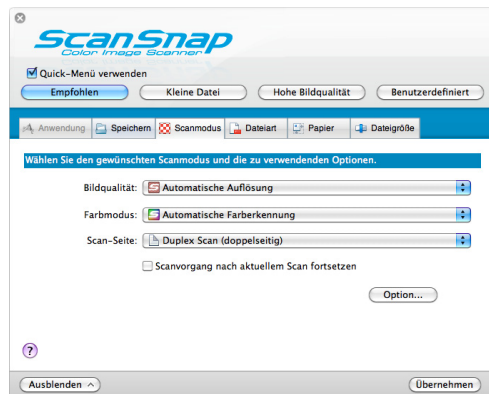 ScanSnap
Color Image Scanner
Quick-Menü verwenden
Empfohlen Kleine Datei Hohe Bildqualität Benutzerdefiniert
Anwendung Speichern Scanmodus Dateiart Papier Dateigröße
Wählen Sie den gewünschten Scanmodus und die zu verwendenden Optionen.
Bildqualität: Automatische Auflösung
Farbmodus: Automatische Farberkennung
Scan-Seite: Duplex Scan (doppelseitig)
Scanvorgang nach aktuellem Scan fortsetzen
Option...
?
Ausblenden Übernehmen